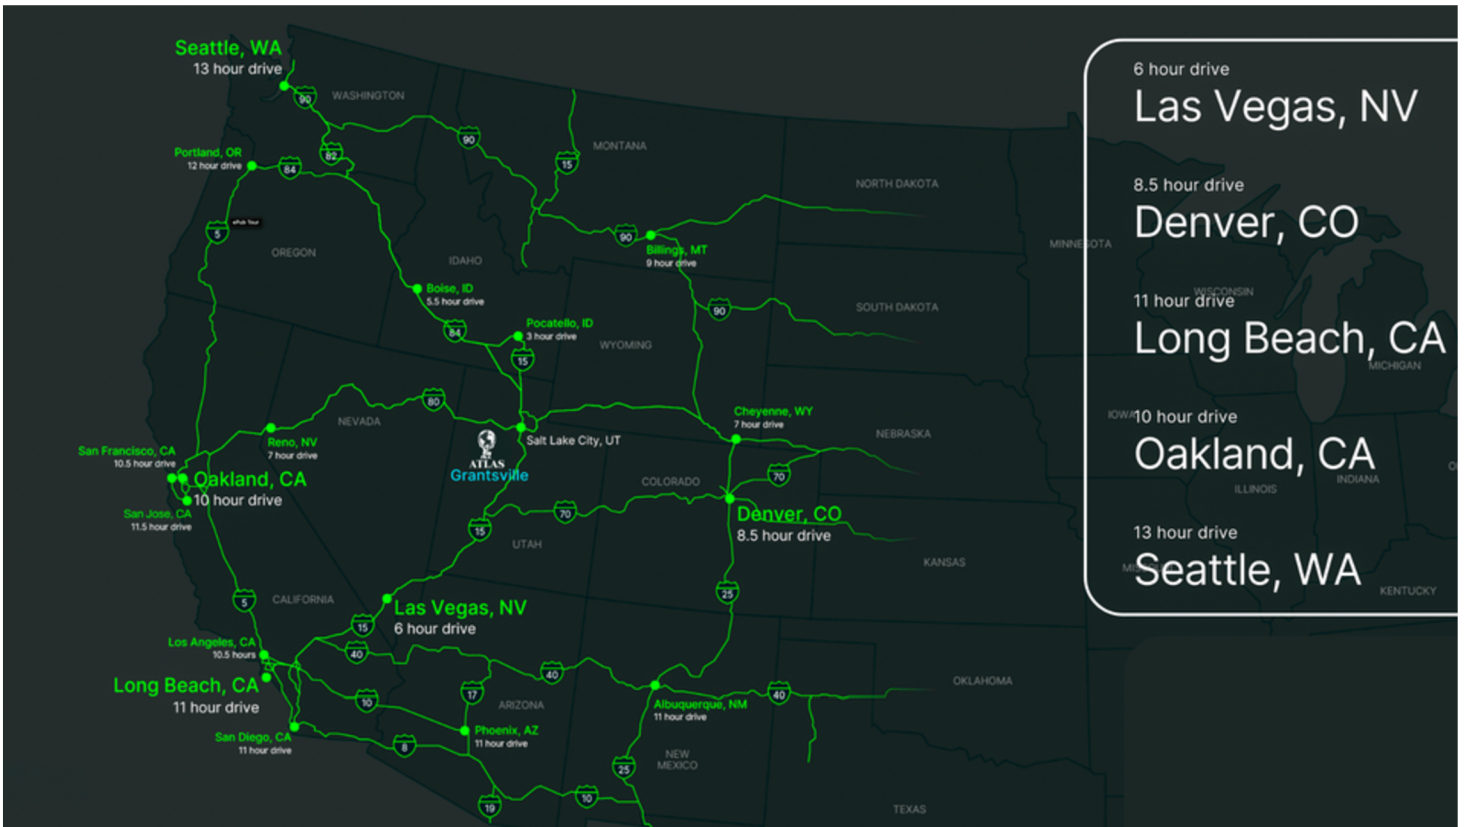 Seattle, WA
13 hour drive
90
WASHINGTON
Portland, OR
12 hour drive
84
82
90
15
MONTANA
NORTH DAKOTA
5
ePub Tour
OREGON
IDAHO
90
Billings, MT
9 hour drive
MINNESOTA
Boise, ID
5.5 hour drive
84
Pocatello, ID
3 hour drive
15
WYOMING
90
SOUTH DAKOTA
80
NEVADA
Reno, NV
7 hour drive
Salt Lake City, UT
ATLAS
Grantsville
Cheyenne, WY
7 hour drive
NEBRASKA
IOWA
San Francisco, CA
10.5 hour drive
Oakland, CA
10 hour drive
San Jose, CA
11.5 hour drive
COLORADO
70
Denver, CO
8.5 hour drive
70
15
UTAH
KANSAS
5
CALIFORNIA
Las Vegas, NV
6 hour drive
15
25
Los Angeles, CA
10.5 hours
40
40
Long Beach, CA
11 hour drive
10
17
ARIZONA
Albuquerque, NM
11 hour drive
40
OKLAHOMA
San Diego, CA
11 hour drive
8
Phoenix, AZ
11 hour drive
NEW
MEXICO
25
19
10
TEXAS
6 hour drive
Las Vegas, NV
8.5 hour drive
Denver, CO
WISCONSIN
11 hour drive
Long Beach, CA
MICHIGAN
10 hour drive
Oakland, CA
ILLINOIS
INDIANA
13 hour drive
Seattle, WA
KENTUCKY